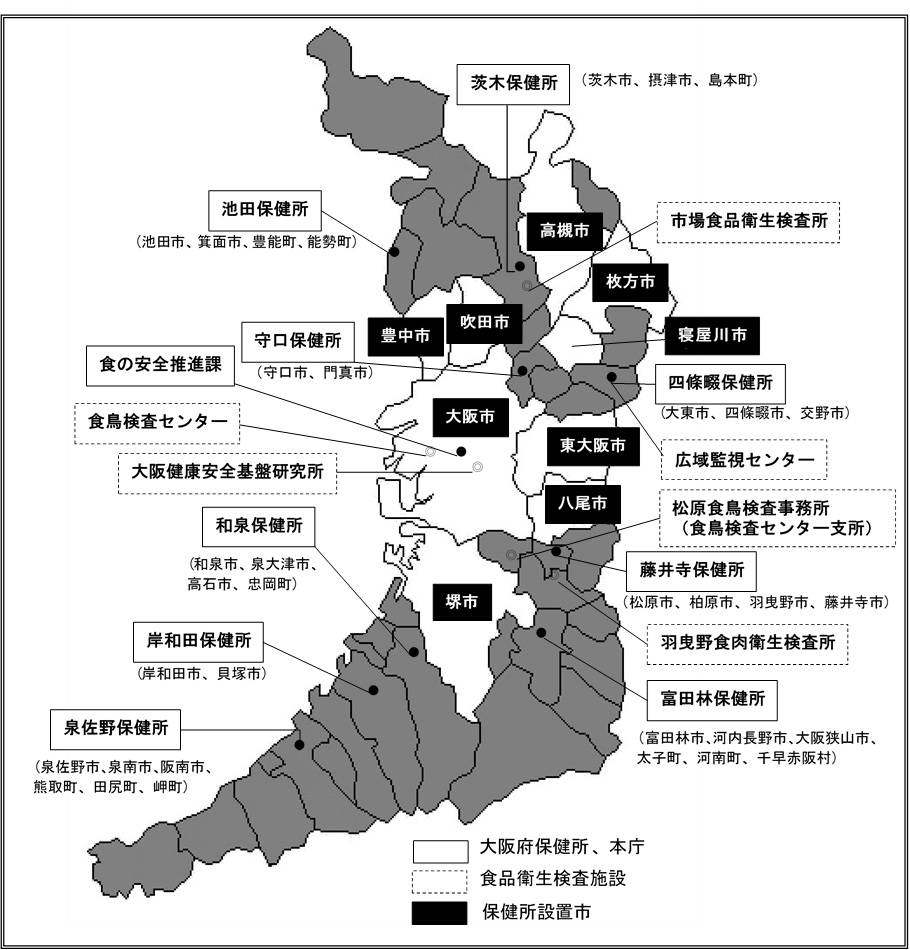 茨木保健所
（茨木市、摂津市、島本町）
池田保健所
（池田市、箕面市、豊能町、能勢町）
高槻市
市場食品衛生検査所
枚方市
吹田市
豊中市
寝屋川市
守口保健所
（守口市、門真市）
食の安全推進課
四條畷保健所
（大東市、四條畷市、交野市）
食鳥検査センター
大阪市
東大阪市
広域監視センター
大阪健康安全基盤研究所
八尾市
松原食鳥検査事務所
（食鳥検査センター支所）
和泉保健所
（和泉市、泉大津市、
高石市、忠岡町）
藤井寺保健所
（松原市、柏原市、羽曳野市、藤井寺市）
堺市
岸和田保健所
（岸和田市、貝塚市）
羽曳野食肉衛生検査所
富田林保健所
（富田林市、河内長野市、大阪狭山市、
太子町、河南町、千早赤阪村）
泉佐野保健所
（泉佐野市、泉南市、阪南市、
熊取町、田尻町、岬町）
大阪府保健所、本庁
食品衛生検査施設
保健所設置市